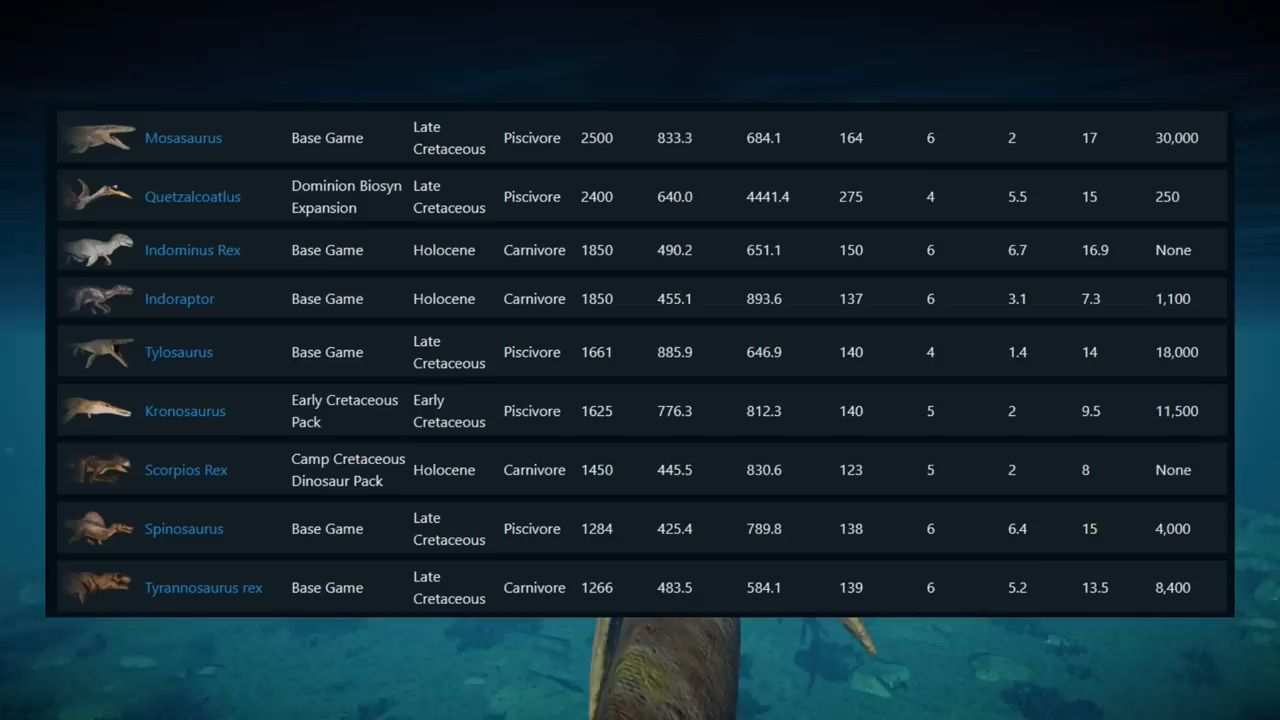 Mosasaurus Base Game Late Cretaceous Piscivore 2500 833.3 684.1 164 6 2 17 30,000
Quetzalcoatlus Dominion Biosyn Expansion Late Cretaceous Piscivore 2400 640.0 4441.4 275 4 5.5 15 250
Indominus Rex Base Game Holocene Carnivore 1850 490.2 651.1 150 6 6.7 16.9 None
Indoraptor Base Game Holocene Carnivore 1850 455.1 893.6 137 6 3.1 7.3 1,100
Tylosaurus Base Game Late Cretaceous Piscivore 1661 885.9 646.9 140 4 1.4 14 18,000
Kronosaurus Early Cretaceous Pack Early Cretaceous Piscivore 1625 776.3 812.3 140 5 2 9.5 11,500
Scorpios Rex Camp Cretaceous Dinosaur Pack Holocene Carnivore 1450 445.5 830.6 123 5 2 8 None
Spinosaurus Base Game Late Cretaceous Piscivore 1284 425.4 789.8 138 6 6.4 15 4,000
Tyrannosaurus rex Base Game Late Cretaceous Carnivore 1266 483.5 584.1 139 6 5.2 13.5 8,400